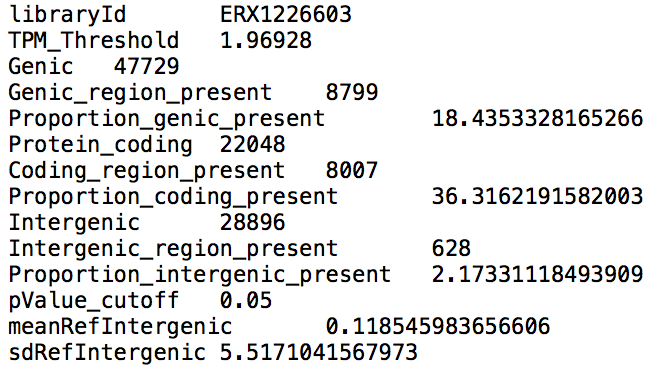 libraryId	ERX1226603
TPM_Threshold	1.96928
Genic	47729
Genic_region_present	8799
Proportion_genic_present	18.4353328165266
Protein_coding	22048
Coding_region_present	8007
Proportion_coding_present	36.3162191582003
Intergenic	28896
Intergenic_region_present	628
Proportion_intergenic_present	2.17331118493909
pValue_cutoff	0.05
meanRefIntergenic	0.118545983656606
sdRefIntergenic	5.5171041567973